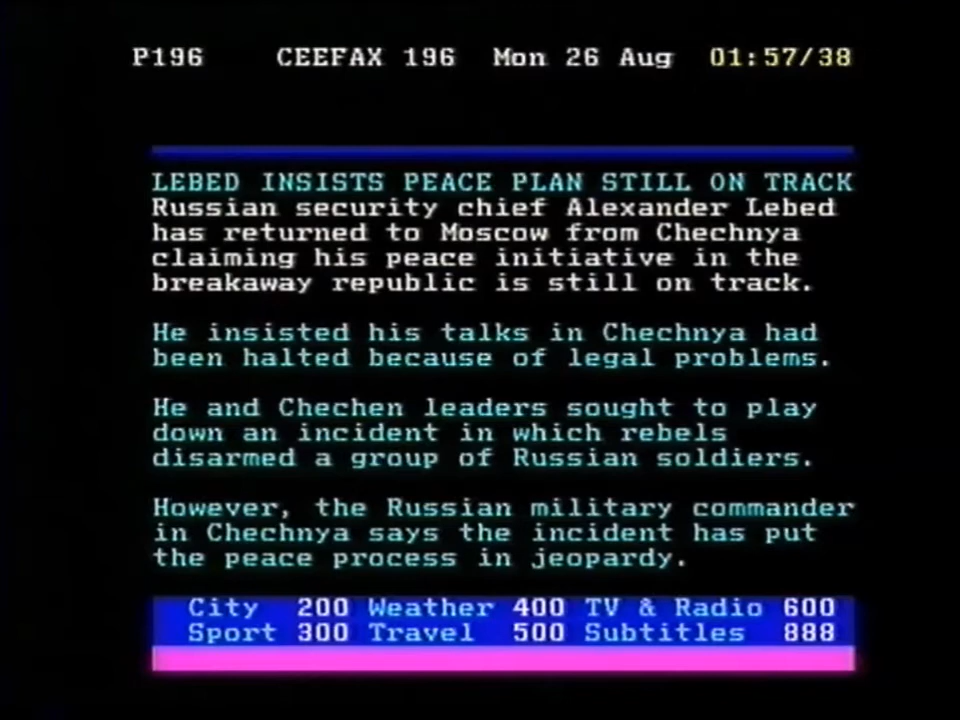 P196 CEEFAX 196 Mon 26 Aug 01:57/38
LEBED INSISTS PEACE PLAN STILL ON TRACK
Russian security chief Alexander Lebed
has returned to Moscow from Chechnya
claiming his peace initiative in the
breakaway republic is still on track.
He insisted his talks in Chechnya had
been halted because of legal problems.
He and Chechen leaders sought to play
down an incident in which rebels
disarmed a group of Russian soldiers.
However, the Russian military commander
in Chechnya says the incident has put
the peace process in jeopardy.
City 200 Weather 400 TV & Radio 600
Sport 300 Travel 500 Subtitles 888